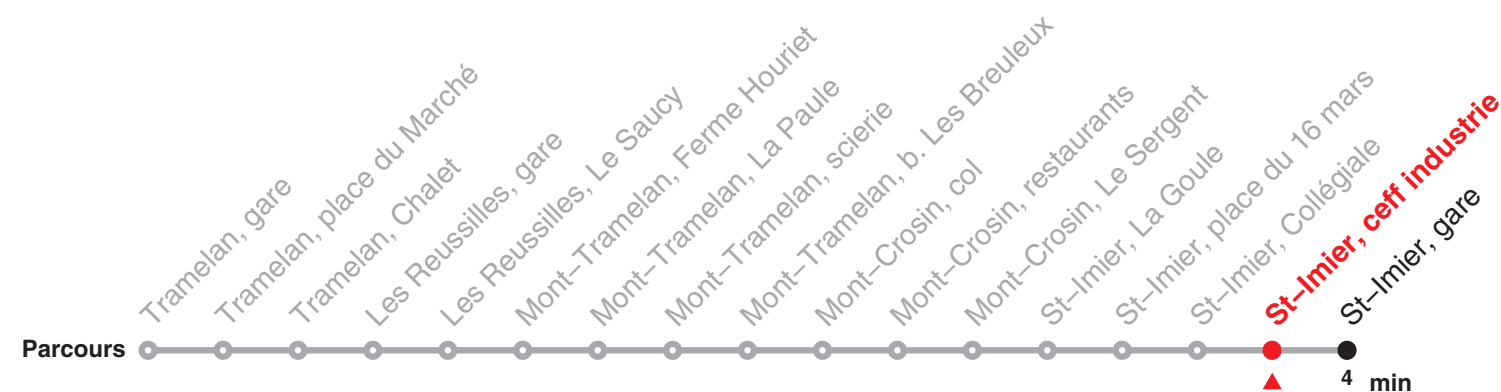 Tramelan, gare
Tramelan, place du Marché
Tramelan, Chalet
Les Reussilles, gare
Les Reussilles, Le Saucy
Mont–Tramelan, Ferme Houriet
Mont–Tramelan, La Paule
Mont–Tramelan, scierie
Mont–Tramelan, b. Les Breuleux
Mont–Crosin, col
Mont–Crosin, restaurants
Mont–Crosin, Le Sergent
St–Imier, La Goule
St–Imier, place du 16 mars
St–Imier, Collégiale
St–Imier, ceff industrie
St–Imier, gare
Parcours
4 min